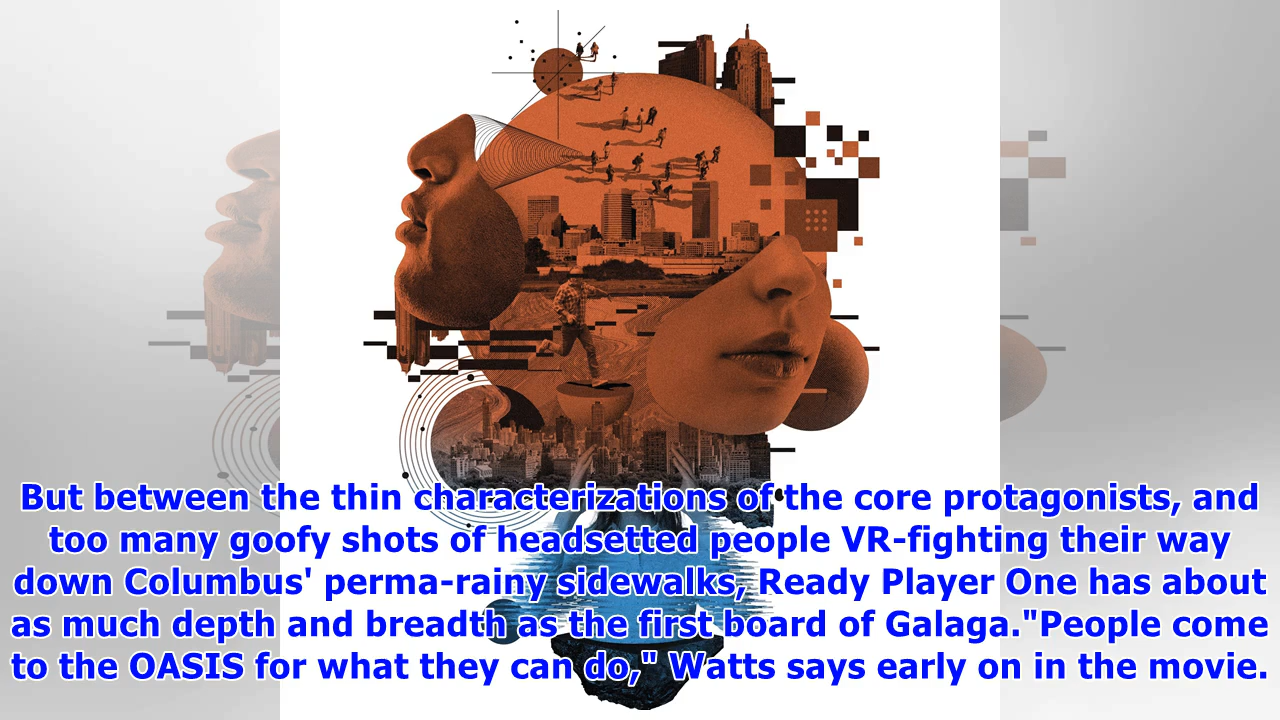 But between the thin characterizations of the core protagonists, and
too many goofy shots of headsetted people VR-fighting their way
down Columbus' perma-rainy sidewalks, Ready Player One has about
as much depth and breadth as the first board of Galaga."People come
to the OASIS for what they can do," Watts says early on in the movie.